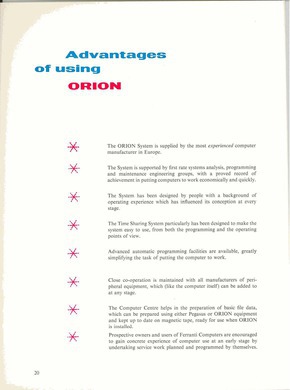 Advantages
of using
ORION
The ORION System is supplied by the most experienced computer
manufacturer in Europe.
The System is supported by first rate systems analysis, programming
and maintenance engineering groups, with a proved record of
achievement in putting computers to work economically and quickly.
The System has been designed by people with a background of
operating experience which has influenced its conception at every
stage.
The Time Sharing System particularly has been designed to make the
system easy to use, from both the programming and the operating
points of view.
Advanced automatic programming facilities are available, greatly
simplifying the task of putting the computer to work.
Close co-operation is maintained with all manufacturers of peri-
pheral equipment, which (like the computer itself) can be added to
at any stage.
The Computer Centre helps in the preparation of basic file data,
which can be prepared using either Pegasus or ORION equipment
and kept up to date on magnetic tape, ready for use when ORION
is installed.
Prospective owners and users of Ferranti Computers are encouraged
to gain concrete experience of computer use at an early stage by
undertaking service work planned and programmed by themselves.
20